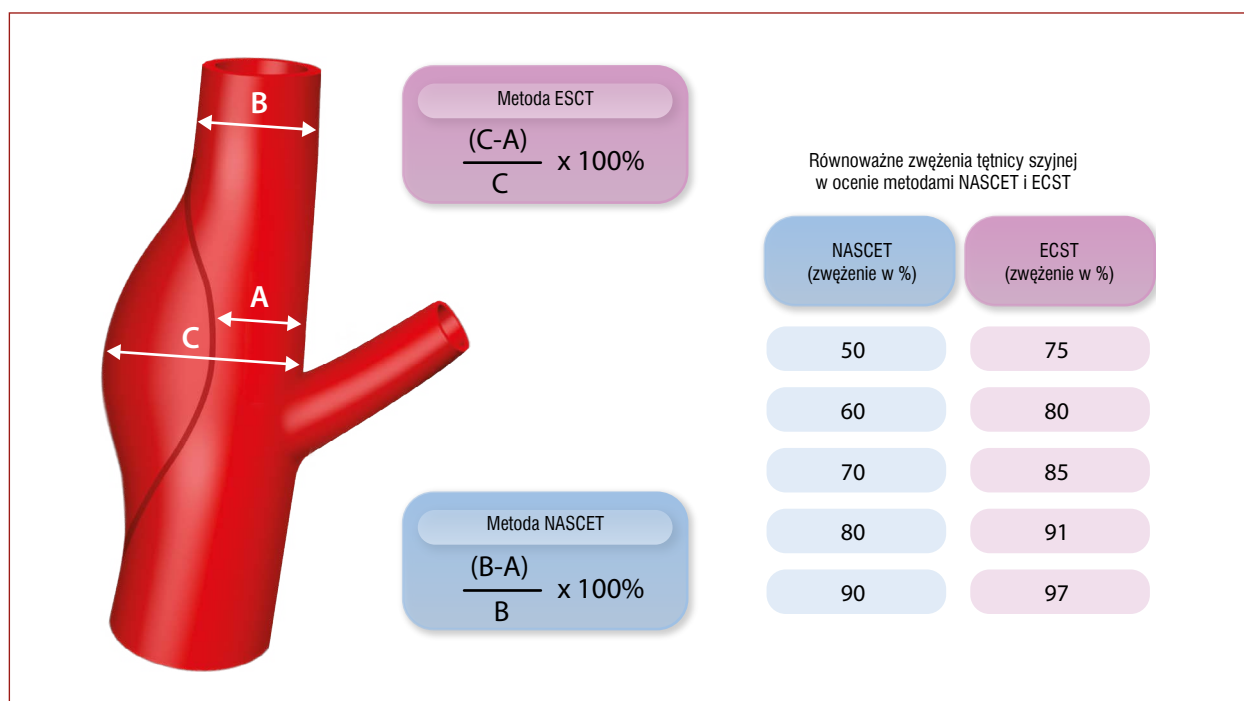 B
A
C
Metoda ESCT
(C-A)
C
x 100%
Metoda NASCET
(B-A)
B
x 100%
Równoważne zwężenia tętnicy szyjnej
w ocenie metodami NASCET i ECST
NASCET
(zwężenie w %)
ECST
(zwężenie w %)
50 75
60 80
70 85
80 91
90 97